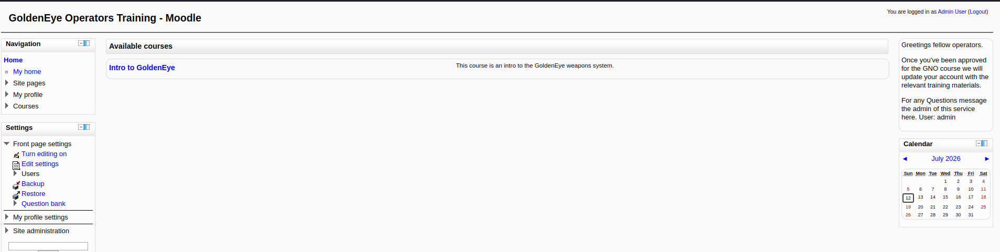 GoldenEye Operators Training - Moodle
You are logged in as Admin User (Logout)
Navigation
Home
My home
Site pages
My profile
Courses
Settings
Front page settings
Turn editing on
Edit settings
Users
Backup
Restore
Question bank
My profile settings
Site administration
Available courses
Intro to GoldenEye
This course is an intro to the GoldenEye weapons system.
Greetings fellow operators.
Once you've been approved
for the GNO course we will
update your account with the
relevant training materials.
For any Questions message
the admin of this service
here. User: admin
Calendar
◄ July 2026 ►
Sun Mon Tue Wed Thu Fri Sat
1 2 3 4
5 6 7 8 9 10 11
12 13 14 15 16 17 18
19 20 21 22 23 24 25
26 27 28 29 30 31